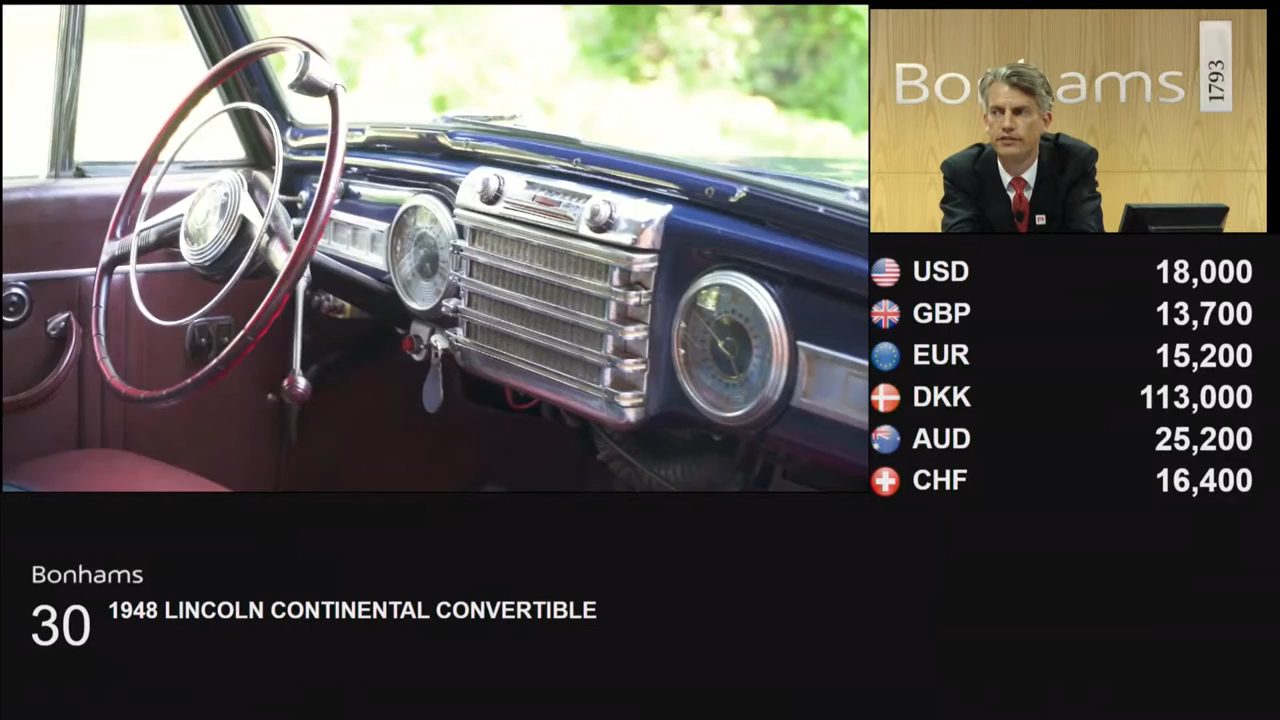 Bonhams
1793
USD 18,000
GBP 13,700
EUR 15,200
DKK 113,000
AUD 25,200
CHF 16,400
Bonhams
30 1948 LINCOLN CONTINENTAL CONVERTIBLE